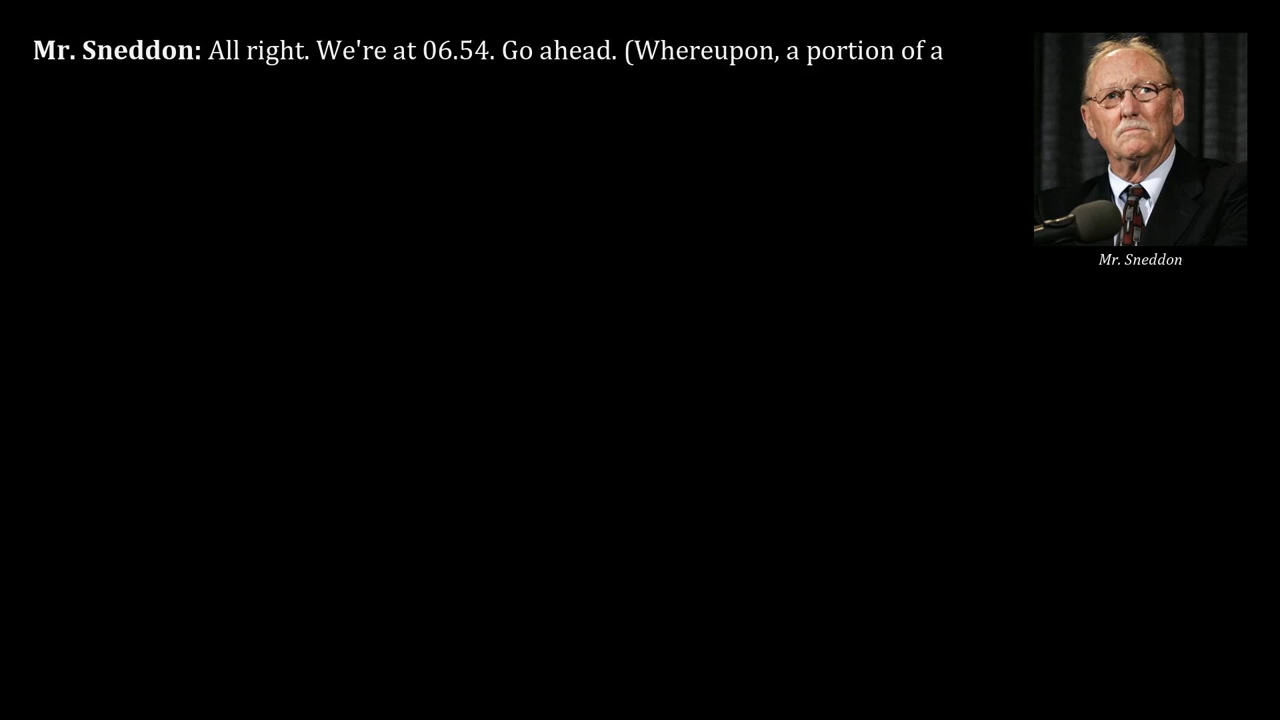 Mr. Sneddon: All right. We're at 06.54. Go ahead. (Whereupon, a portion of a
Mr. Sneddon